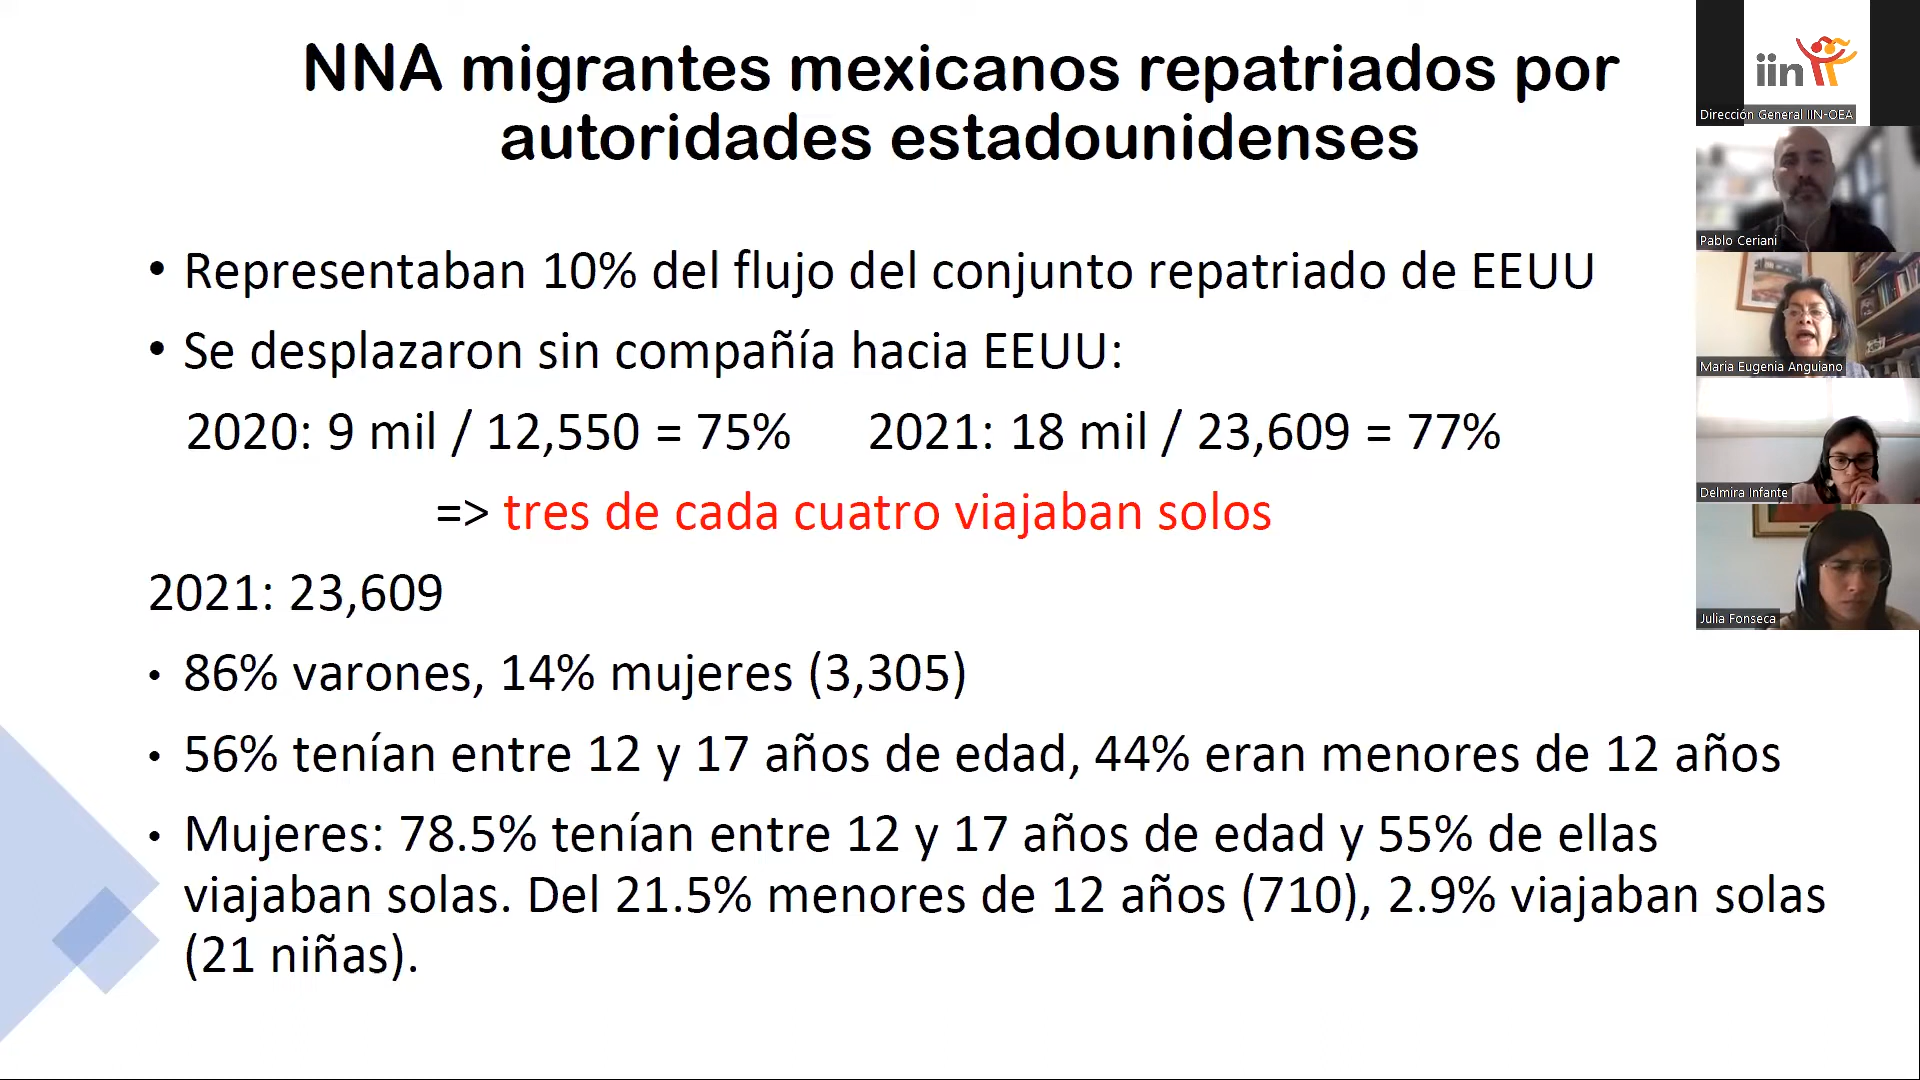 NNA migrantes mexicanos repatriados por
autoridades estadounidenses
• Representaban 10% del flujo del conjunto repatriado de EEUU
• Se desplazaron sin compañía hacia EEUU:
2020: 9 mil / 12,550 = 75% 2021: 18 mil / 23,609 = 77%
=> tres de cada cuatro viajaban solos
2021: 23,609
• 86% varones, 14% mujeres (3,305)
• 56% tenían entre 12 y 17 años de edad, 44% eran menores de 12 años
• Mujeres: 78.5% tenían entre 12 y 17 años de edad y 55% de ellas
viajaban solas. Del 21.5% menores de 12 años (710), 2.9% viajaban solas
(21 niñas).
iin
Dirección General IIN-OEA
Pablo Ceriani
Maria Eugenia Anguiano
Delmira Infante
Julia Fonseca